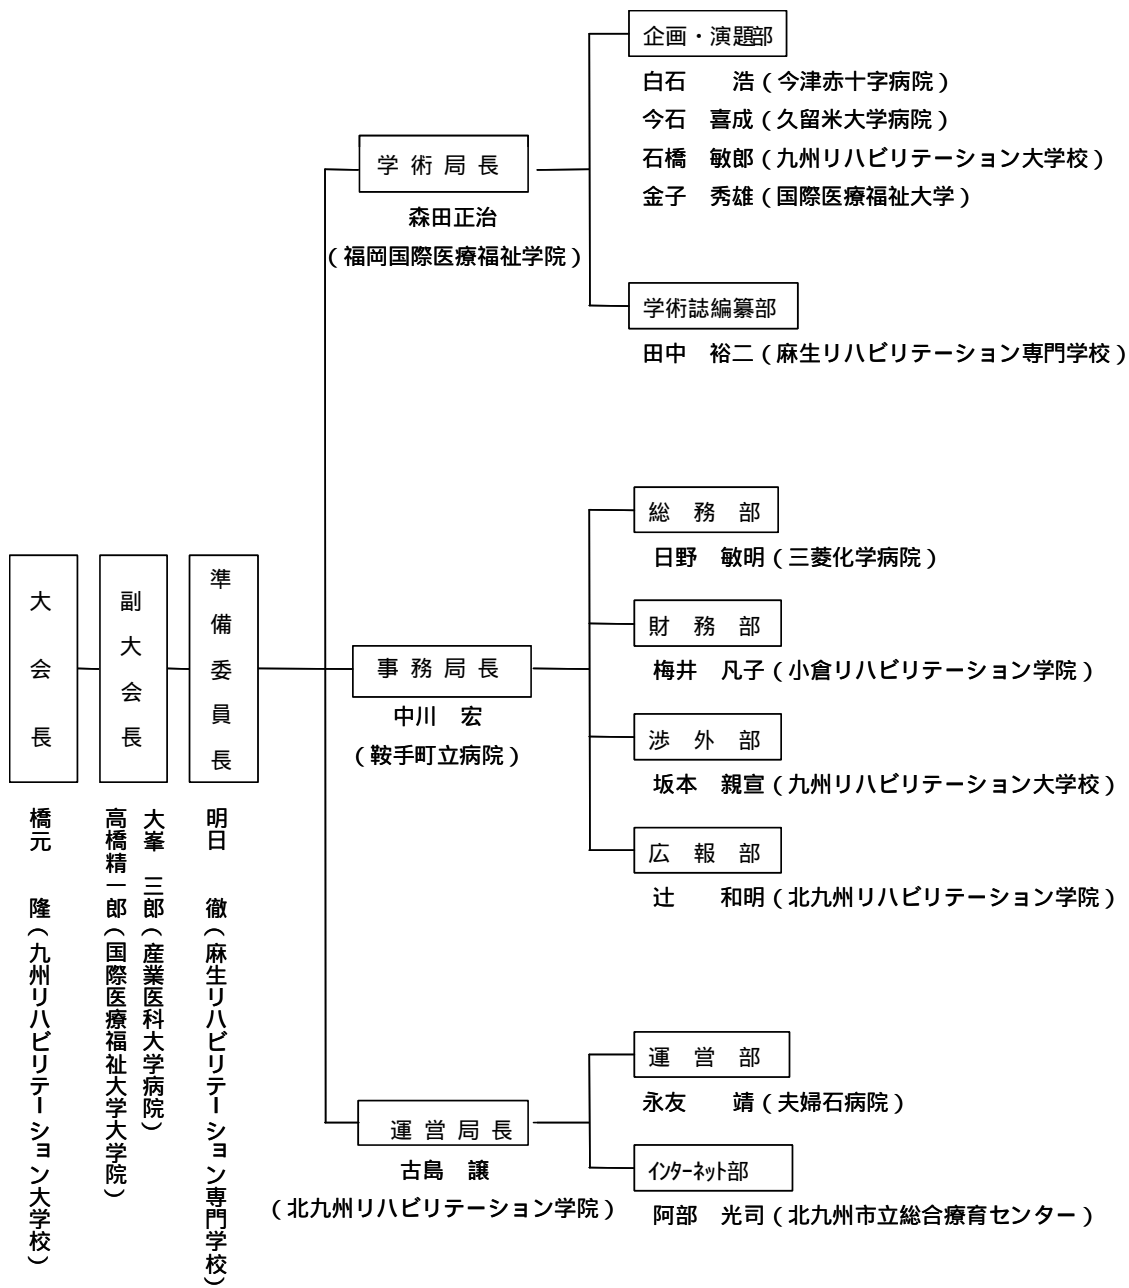 大会長
橋元　隆（九州リハビリテーション大学校）
副大会長
大峯　三郎（産業医科大学病院）
高橋精一郎（国際医療福祉大学大学院）
準備委員長
明日　徹（麻生リハビリテーション専門学校）
学術局長
森田正治
（福岡国際医療福祉学院）
企画・演題部
白石　　浩（今津赤十字病院）
今石　喜成（久留米大学病院）
石橋　敏郎（九州リハビリテーション大学校）
金子　秀雄（国際医療福祉大学）
学術誌編纂部
田中　裕二（麻生リハビリテーション専門学校）
事務局長
中川　宏
（鞍手町立病院）
総　務　部
日野　敏明（三菱化学病院）
財　務　部
梅井　凡子（小倉リハビリテーション学院）
渉　外　部
坂本　親宣（九州リハビリテーション大学校）
広　報　部
辻　　和明（北九州リハビリテーション学院）
運営局長
古島　譲
（北九州リハビリテーション学院）
運　営　部
永友　　靖（夫婦石病院）
インターネット部
阿部　光司（北九州市立総合療育センター）